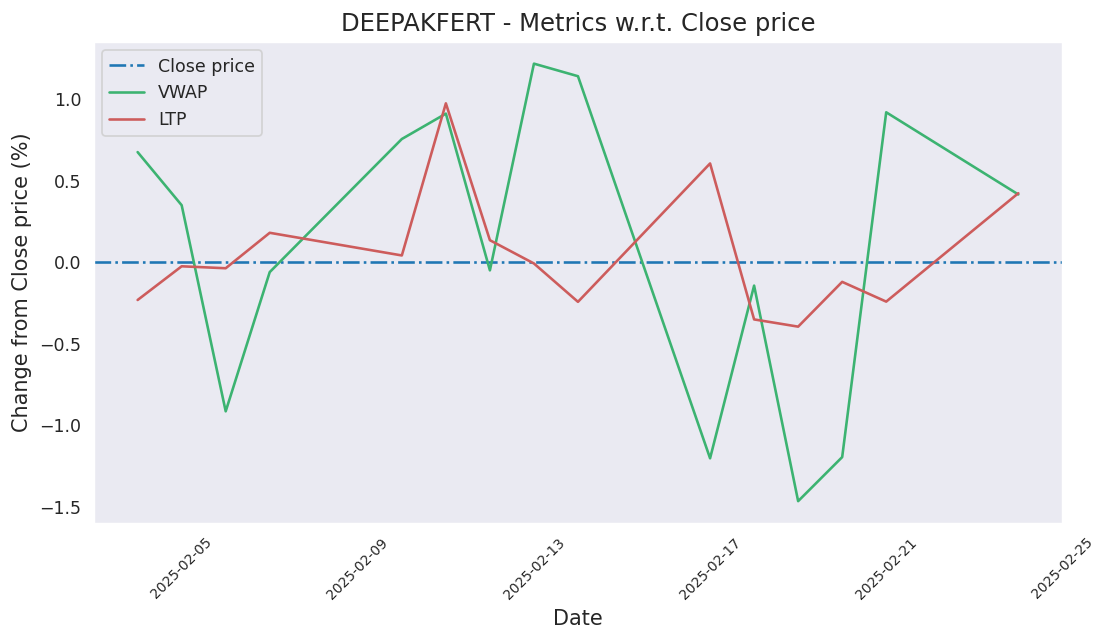 DEEPAKFERT - Metrics w.r.t. Close price
Close price
VWAP
LTP
Change from Close price (%)
1.0
0.5
0.0
−0.5
−1.0
−1.5
2025-02-05
2025-02-09
2025-02-13
2025-02-17
2025-02-21
2025-02-25
Date